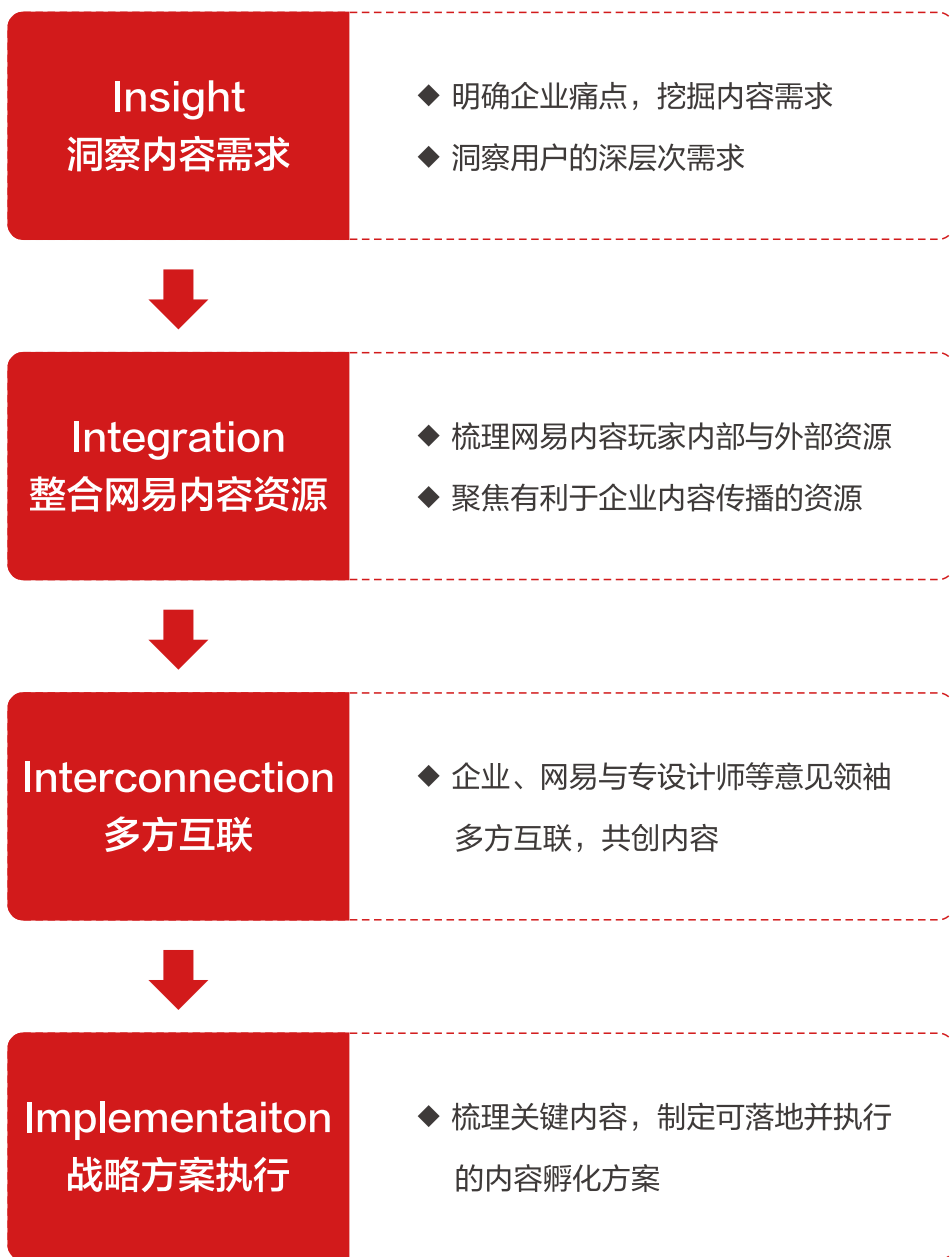 Insight
洞察内容需求
◆ 明确企业痛点，挖掘内容需求
◆ 洞察用户的深层次需求
Integration
整合网易内容资源
◆ 梳理网易内容玩家内部与外部资源
◆ 聚焦有利于企业内容传播的资源
Interconnection
多方互联
◆ 企业、网易与专设计师等意见领袖
多方互联，共创内容
Implementaiton
战略方案执行
◆ 梳理关键内容，制定可落地并执行
的内容孵化方案